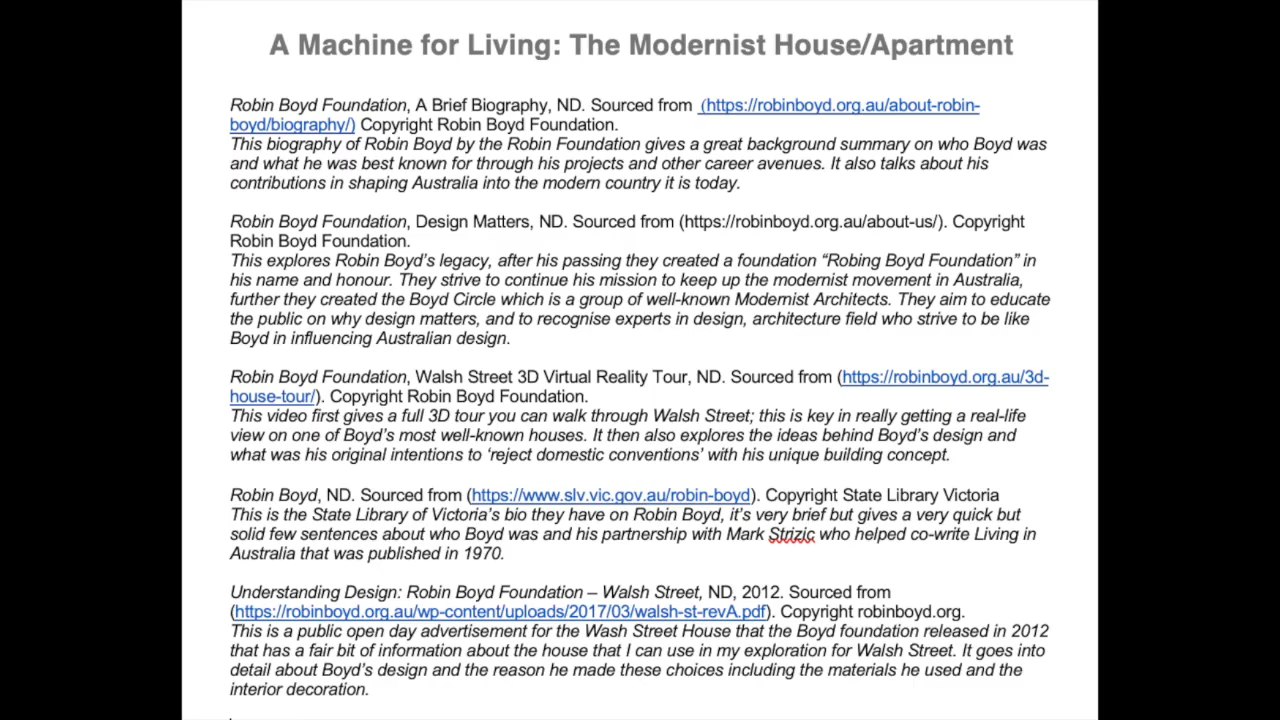 A Machine for Living: The Modernist House/Apartment
Robin Boyd Foundation, A Brief Biography, ND. Sourced from (https://robinboyd.org.au/about-robin-
boyd/biography/) Copyright Robin Boyd Foundation.
This biography of Robin Boyd by the Robin Foundation gives a great background summary on who Boyd was
and what he was best known for through his projects and other career avenues. It also talks about his
contributions in shaping Australia into the modern country it is today.
Robin Boyd Foundation, Design Matters, ND. Sourced from (https://robinboyd.org.au/about-us/). Copyright
Robin Boyd Foundation.
This explores Robin Boyd’s legacy, after his passing they created a foundation “Robing Boyd Foundation” in
his name and honour. They strive to continue his mission to keep up the modernist movement in Australia,
further they created the Boyd Circle which is a group of well-known Modernist Architects. They aim to educate
the public on why design matters, and to recognise experts in design, architecture field who strive to be like
Boyd in influencing Australian design.
Robin Boyd Foundation, Walsh Street 3D Virtual Reality Tour, ND. Sourced from (https://robinboyd.org.au/3d-
house-tour/). Copyright Robin Boyd Foundation.
This video first gives a full 3D tour you can walk through Walsh Street; this is key in really getting a real-life
view on one of Boyd’s most well-known houses. It then also explores the ideas behind Boyd’s design and
what was his original intentions to ‘reject domestic conventions’ with his unique building concept.
Robin Boyd, ND. Sourced from (https://www.slv.vic.gov.au/robin-boyd). Copyright State Library Victoria
This is the State Library of Victoria’s bio they have on Robin Boyd, it’s very brief but gives a very quick but
solid few sentences about who Boyd was and his partnership with Mark Strizic who helped co-write Living in
Australia that was published in 1970.
Understanding Design: Robin Boyd Foundation – Walsh Street, ND, 2012. Sourced from
(https://robinboyd.org.au/wp-content/uploads/2017/03/walsh-st-revA.pdf). Copyright robinboyd.org.
This is a public open day advertisement for the Wash Street House that the Boyd foundation released in 2012
that has a fair bit of information about the house that I can use in my exploration for Walsh Street. It goes into
detail about Boyd’s design and the reason he made these choices including the materials he used and the
interior decoration.